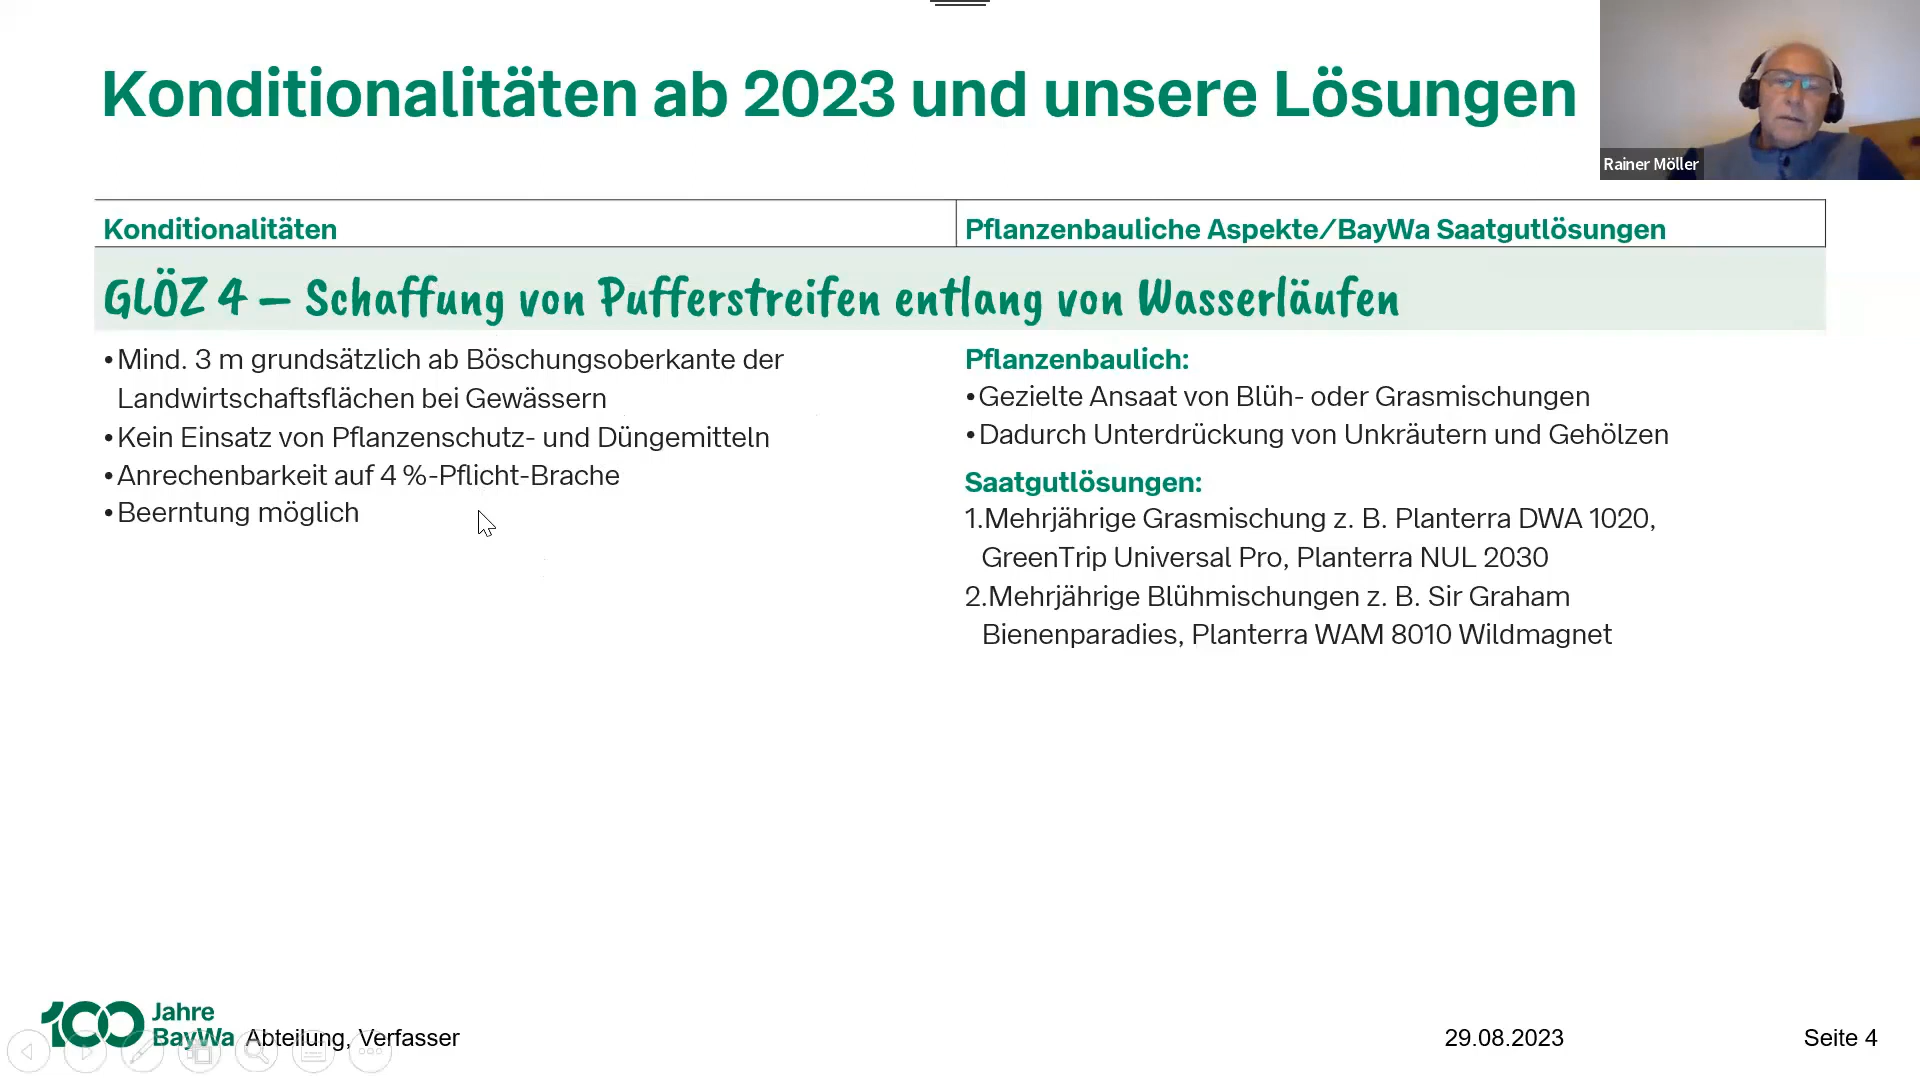 Konditionalitäten ab 2023 und unsere Lösungen
Rainer Möller
Konditionalitäten
Pflanzenbauliche Aspekte/BayWa Saatgutlösungen
GLÖZ 4 – Schaffung von Pufferstreifen entlang von Wasserläufen
•Mind. 3 m grundsätzlich ab Böschungsoberkante der
Landwirtschaftsflächen bei Gewässern
•Kein Einsatz von Pflanzenschutz- und Düngemitteln
•Anrechenbarkeit auf 4 %-Pflicht-Brache
•Beerntung möglich
Pflanzenbaulich:
•Gezielte Ansaat von Blüh- oder Grasmischungen
•Dadurch Unterdrückung von Unkräutern und Gehölzen
Saatgutlösungen:
1.Mehrjährige Grasmischung z. B. Planterra DWA 1020,
GreenTrip Universal Pro, Planterra NUL 2030
2.Mehrjährige Blühmischungen z. B. Sir Graham
Bienenparadies, Planterra WAM 8010 Wildmagnet
100 Jahre
BayWa
Abteilung, Verfasser
29.08.2023
Seite 4